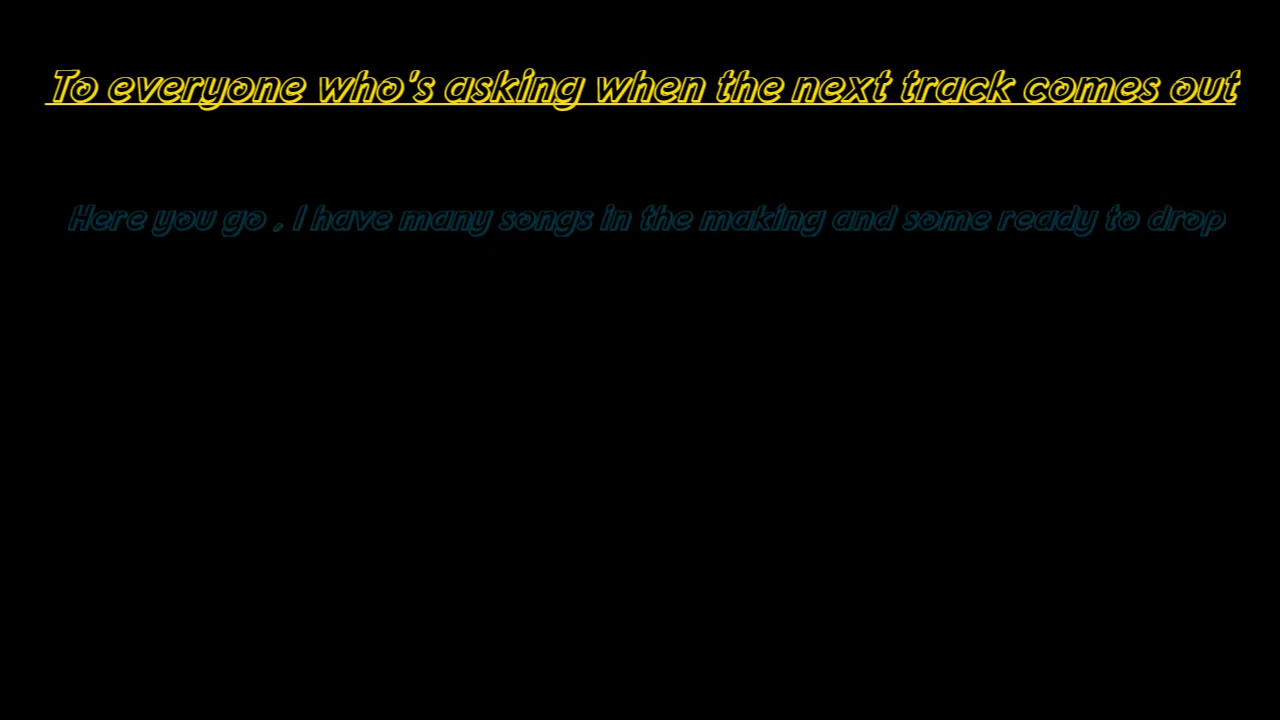 To everyone who's asking when the next track comes out
Here you go , I have many songs in the making and some ready to drop